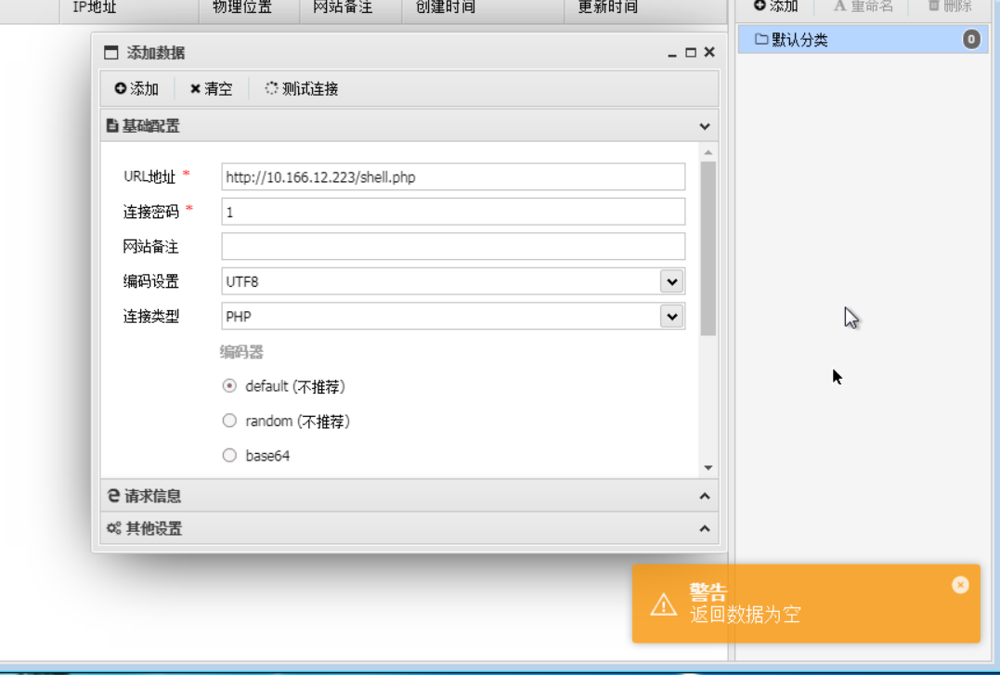 IP地址 物理位置 网站备注 创建时间 更新时间 添加 重命名 删除
默认分类 0
添加数据
添加 清空 测试连接
基础配置
URL地址 * http://10.166.12.223/shell.php
连接密码 * 1
网站备注
编码设置 UTF8
连接类型 PHP
编码器
default (不推荐)
random (不推荐)
base64
请求信息
其他设置
警告
返回数据为空